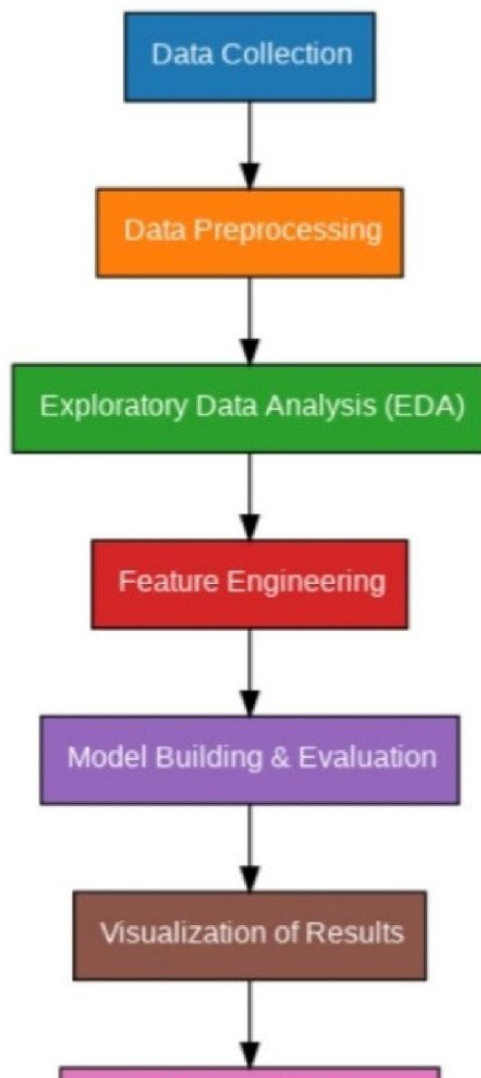 Data Collection
Data Preprocessing
Exploratory Data Analysis (EDA)
Feature Engineering
Model Building & Evaluation
Visualization of Results